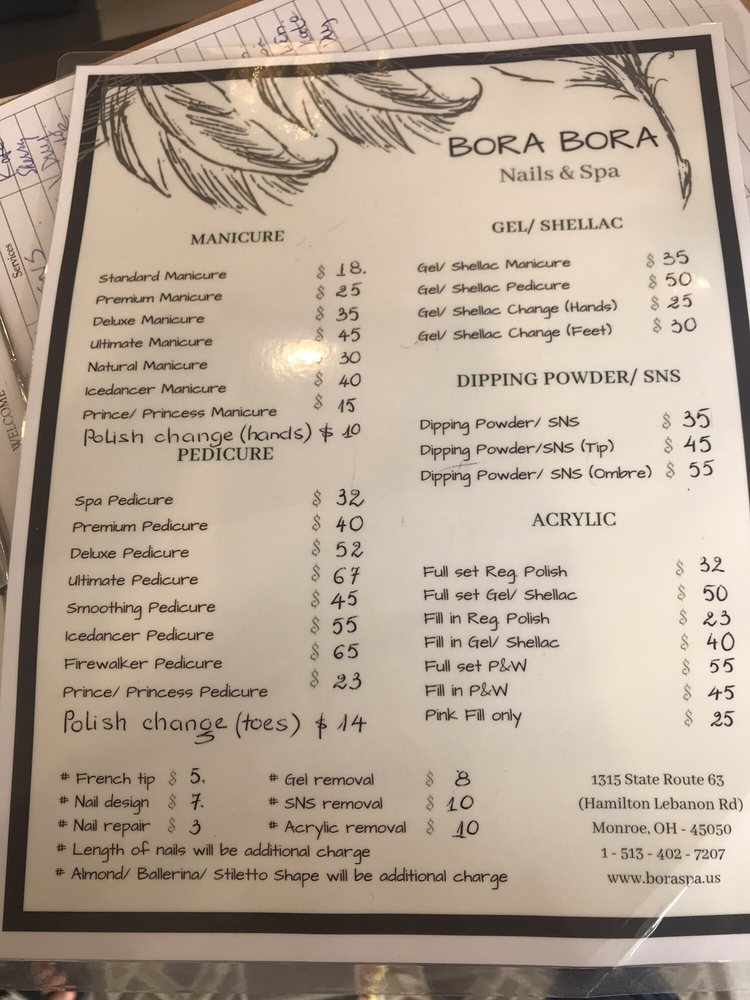 BORA BORA
Nails & Spa
MANICURE
Standard Manicure $ 18.
Premium Manicure $ 25
Deluxe Manicure $ 35
Ultimate Manicure $ 45
Natural Manicure $ 30
Icedancer Manicure $ 40
Prince/ Princess Manicure $ 15
Polish change (hands) $ 10
PEDICURE
Spa Pedicure $ 32
Premium Pedicure $ 40
Deluxe Pedicure $ 52
Ultimate Pedicure $ 67
Smoothing Pedicure $ 45
Icedancer Pedicure $ 55
Firewalker Pedicure $ 65
Prince/ Princess Pedicure $ 23
Polish change (toes) $ 14
GEL/ SHELLAC
Gel/ Shellac Manicure $ 35
Gel/ Shellac Pedicure $ 50
Gel/ Shellac Change (Hands) $ 25
Gel/ Shellac Change (Feet) $ 30
DIPPING POWDER/ SNS
Dipping Powder/ SNS $ 35
Dipping Powder/SNS (Tip) $ 45
Dipping Powder/ SNS (Ombre) $ 55
ACRYLIC
Full set Reg. Polish $ 32
Full set Gel/ Shellac $ 50
Fill in Reg. Polish $ 23
Fill in Gel/ Shellac $ 40
Full set P&W $ 55
Fill in P&W $ 45
Pink Fill only $ 25
# French tip $ 5.
# Nail design $ 7.
# Nail repair $ 3
# Gel removal $ 8
# SNS removal $ 10
# Acrylic removal $ 10
# Length of nails will be additional charge
# Almond/ Ballerina/ Stiletto Shape will be additional charge
1315 State Route 63
(Hamilton Lebanon Rd)
Monroe, OH - 45050
1 - 513 - 402 - 7207
www.boraspa.us
Services
WELCOME
Sherry